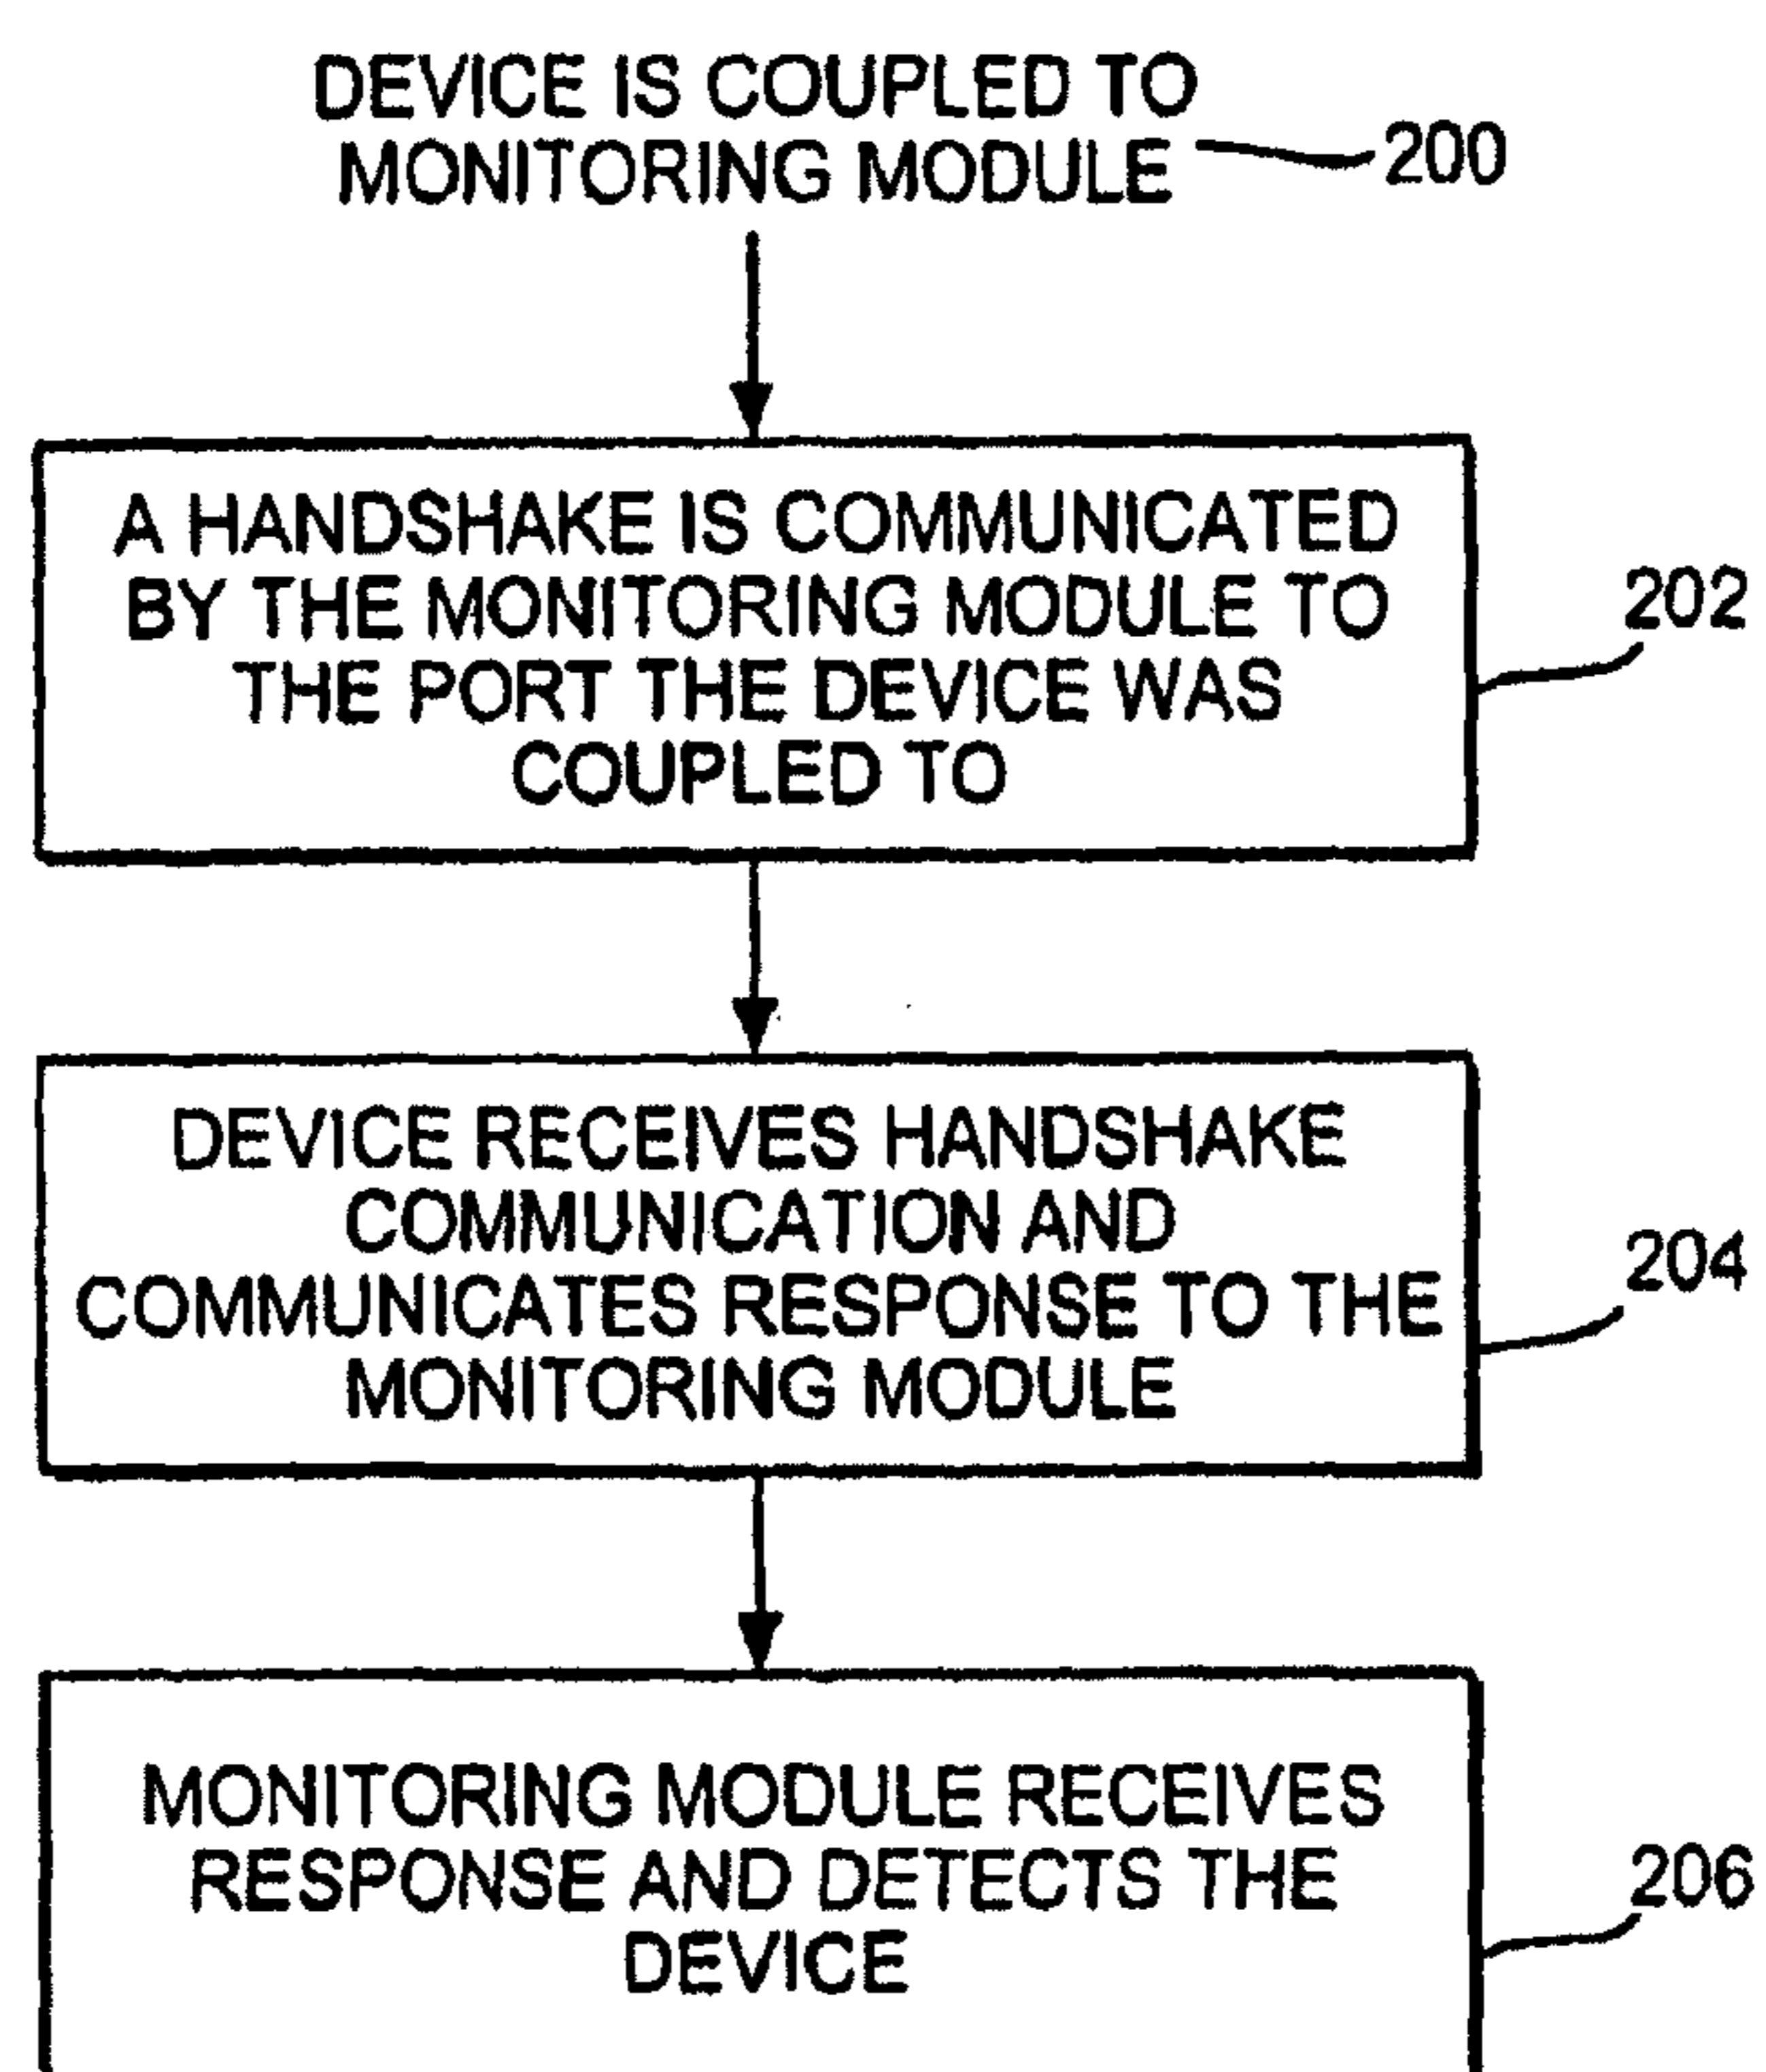 DEVICE IS COUPLED TO
MONITORING MODULE 200
A HANDSHAKE IS COMMUNICATED
BY THE MONITORING MODULE TO
THE PORT THE DEVICE WAS
COUPLED TO
202
DEVICE RECEIVES HANDSHAKE
COMMUNICATION AND
COMMUNICATES RESPONSE TO THE
MONITORING MODULE
204
MONITORING MODULE RECEIVES
RESPONSE AND DETECTS THE
DEVICE
206